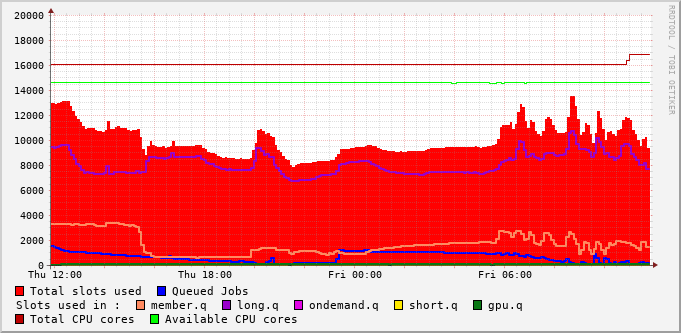 20000
18000
16000
14000
12000
10000
8000
6000
4000
2000
0
Thu 12:00 Thu 18:00 Fri 00:00 Fri 06:00
RRDTOOL / TOBI OETIKER
Total slots used Queued Jobs
Slots used in : member.q long.q ondemand.q short.q gpu.q
Total CPU cores Available CPU cores